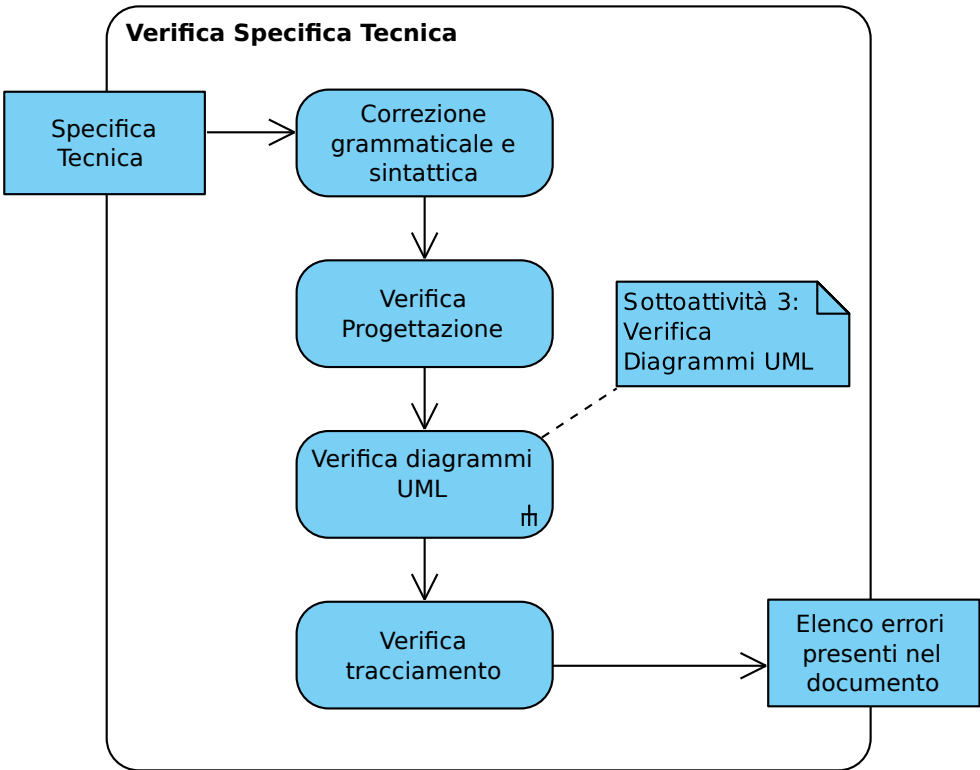 Verifica Specifica Tecnica
Specifica
Tecnica
Correzione
grammaticale e
sintattica
Verifica
Progettazione
Sottoattività 3:
Verifica
Diagrammi UML
Verifica diagrammi
UML
Verifica
tracciamento
Elenco errori
presenti nel
documento